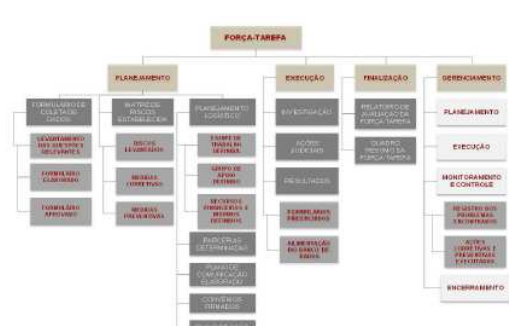 FORÇA-TAREFA
PLANEJAMENTO
EXECUÇÃO
FINALIZAÇÃO
GERENCIAMENTO
FORMULÁRIO DE
COLETA DE
DADOS
MATRIZ DE
RISCOS
ESTABELECIDA
PLANEJAMENTO
LOGÍSTICO
INVESTIGAÇÃO
RELATÓRIO DE
AVALIAÇÃO DA
FORÇA-TAREFA
PLANEJAMENTO
LEVANTAMENTO
DAS QUESTÕES
RELEVANTES
RISCOS
LEVANTADOS
EQUIPE DE
TRABALHO
DEFINIDA
AÇÕES
JUDICIAIS
QUADRO
RESUMO DA
FORÇA-TAREFA
EXECUÇÃO
FORMULÁRIO
ELABORADO
MEDIDAS
CORRETIVAS
GRUPO DE
APOIO
DEFINIDO
RESULTADOS
MONITORAMENTO
E CONTROLE
FORMULÁRIO
APROVADO
MEDIDAS
PREVENTIVAS
RECURSOS
FINANCEIROS E
DEFINIDOS
FORMULÁRIOS
PREENCHIDOS
REGISTRO DOS
PROBLEMAS
ENCONTRADOS
PARCERIAS
DETERMINADAS
ALIMENTAÇÃO
DO BANCO DE
DADOS
AÇÕES
CORRETIVAS E
PREVENTIVAS
EXECUTADAS
PLANO DE
COMUNICAÇÃO
ELABORADO
ENCERRAMENTO
CONVÊNIOS
FIRMADOS